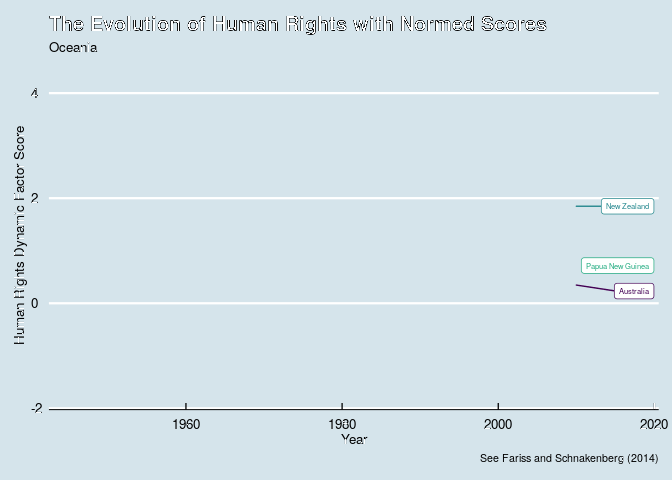 The Evolution of Human Rights with Normed Scores
Oceania
Human Rights Dynamic Factor Score
4
2
0
-2
New Zealand
Papua New Guinea
Australia
1960
1980
2000
2020
Year
See Fariss and Schnakenberg (2014)